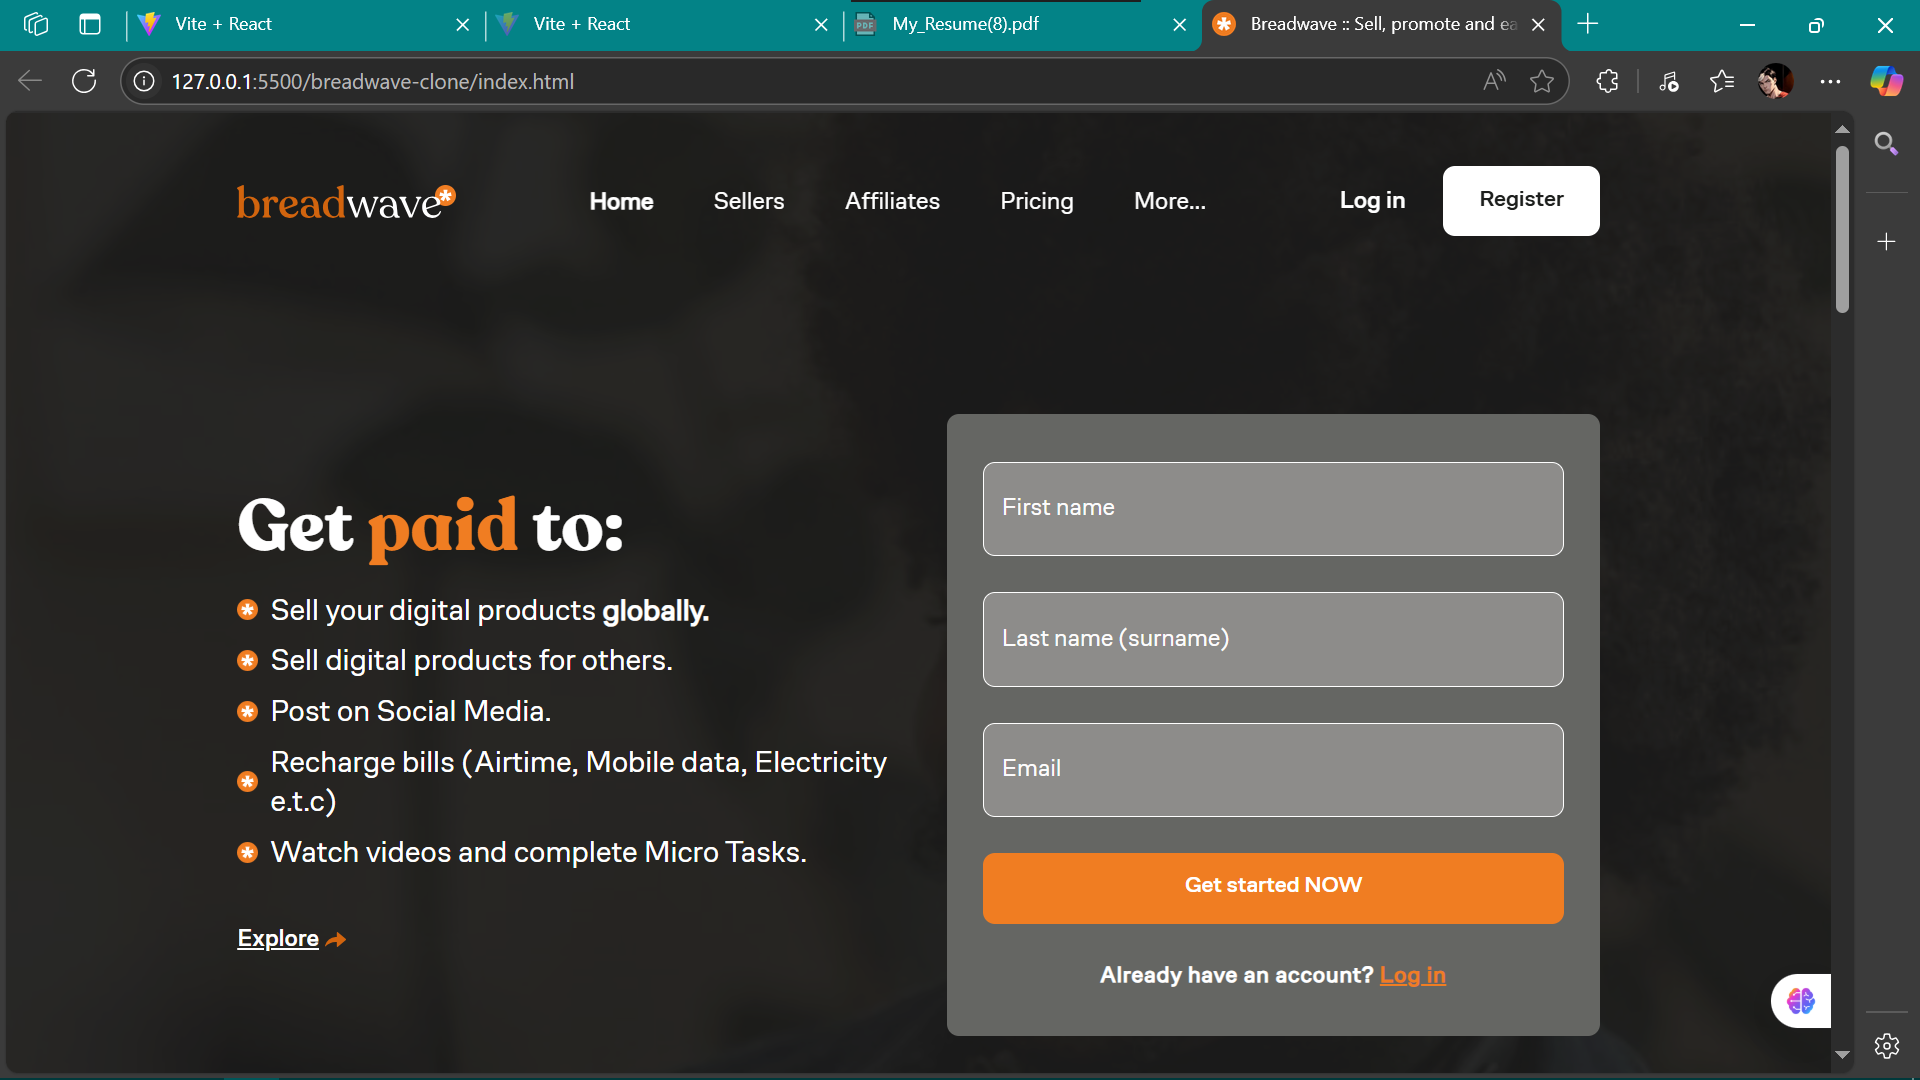 Vite + React
Vite + React
My_Resume(8).pdf
Breadwave :: Sell, promote and ea
127.0.0.1:5500/breadwave-clone/index.html
breadwave
Home
Sellers
Affiliates
Pricing
More...
Log in
Register
Get paid to:
Sell your digital products globally.
Sell digital products for others.
Post on Social Media.
Recharge bills (Airtime, Mobile data, Electricity
e.t.c)
Watch videos and complete Micro Tasks.
Explore
First name
Last name (surname)
Email
Get started NOW
Already have an account? Log in